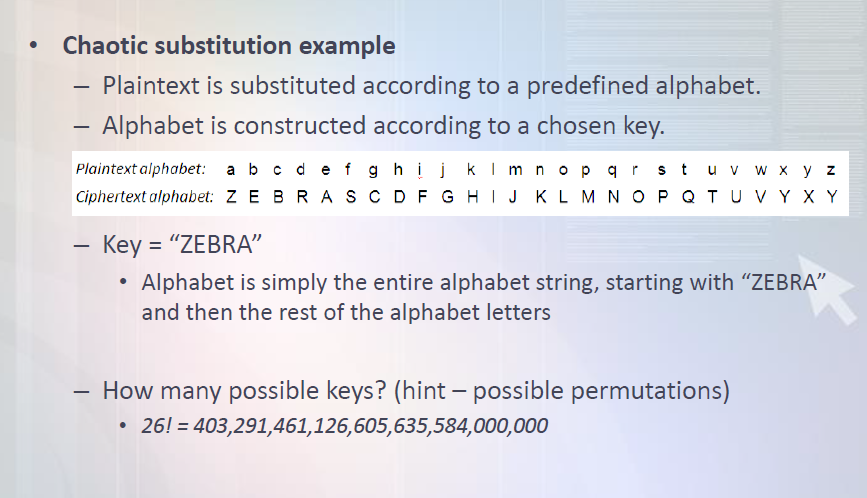 • Chaotic substitution example
– Plaintext is substituted according to a predefined alphabet.
– Alphabet is constructed according to a chosen key.
Plaintext alphabet: a b c d e f g h i j k l m n o p q r s t u v w x y z
Ciphertext alphabet: Z E B R A S C D F G H I J K L M N O P Q T U V Y X Y
– Key = “ZEBRA”
• Alphabet is simply the entire alphabet string, starting with “ZEBRA”
and then the rest of the alphabet letters
– How many possible keys? (hint – possible permutations)
• 26! = 403,291,461,126,605,635,584,000,000